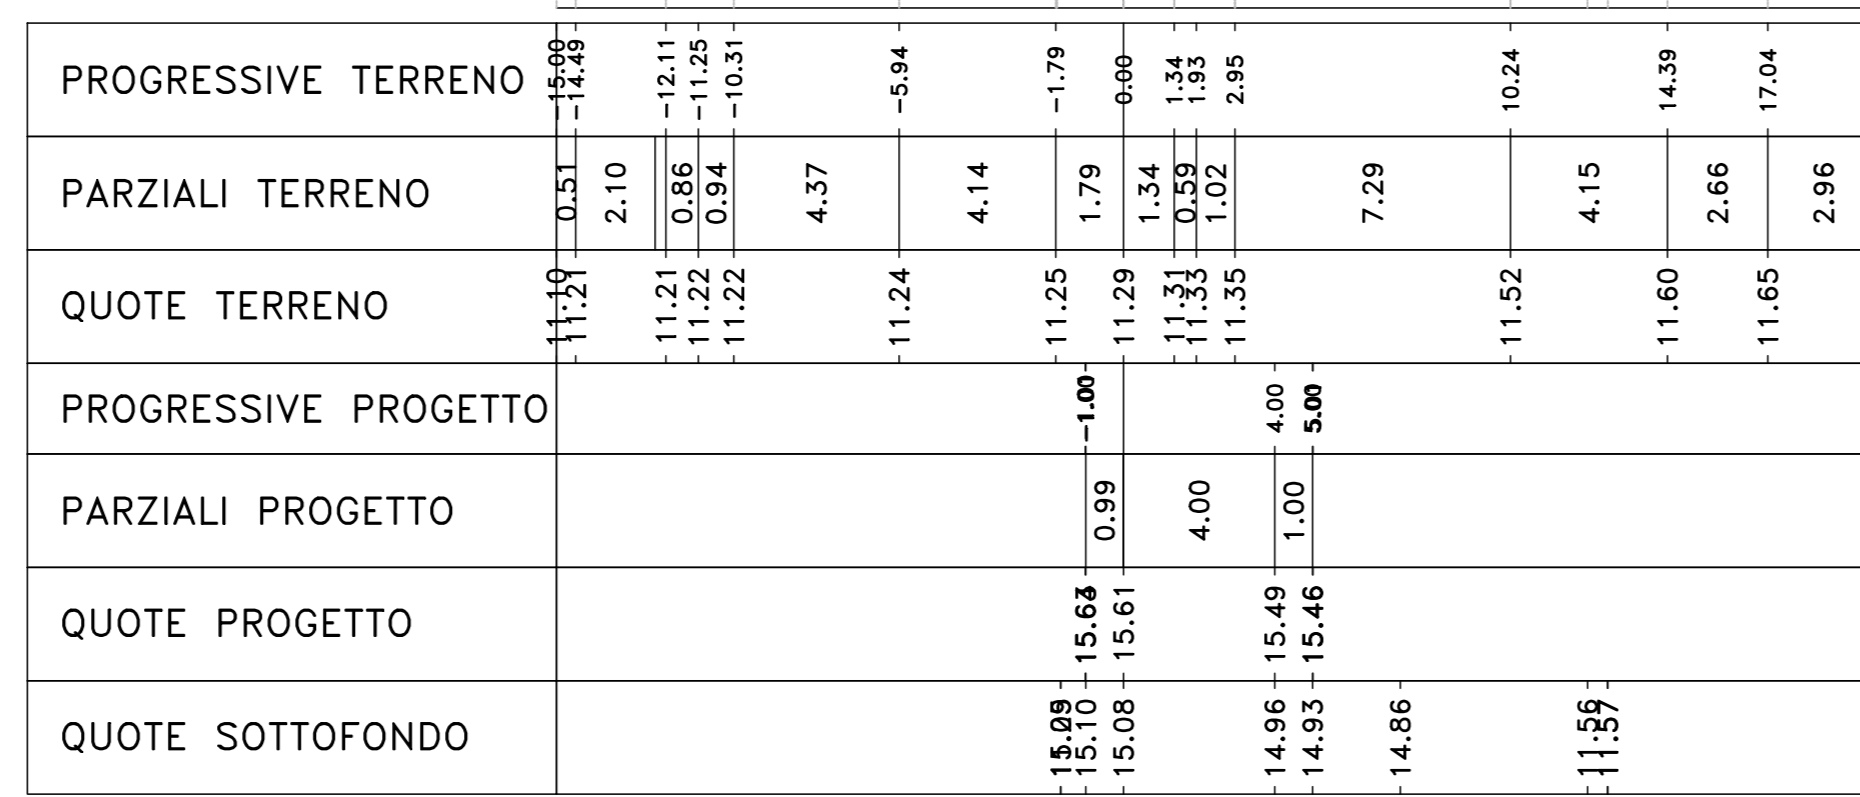 PROGRESSIVE TERRENO -15.00 -14.49 -12.11 -11.25 -10.31 -5.94 -1.79 0.00 1.34 1.93 2.95 10.24 14.39 17.04
PARZIALI TERRENO 0.51 2.10 0.86 0.94 4.37 4.14 1.79 1.34 0.59 1.02 7.29 4.15 2.66 2.96
QUOTE TERRENO 11.10 11.21 11.21 11.22 11.22 11.24 11.25 11.29 11.31 11.33 11.35 11.52 11.60 11.65
PROGRESSIVE PROGETTO -1.00 4.00 5.00
PARZIALI PROGETTO 0.99 4.00 1.00
QUOTE PROGETTO 15.61 15.49 15.46
QUOTE SOTTOFONDO 15.10 15.08 14.96 14.93 14.86 11.56 11.57